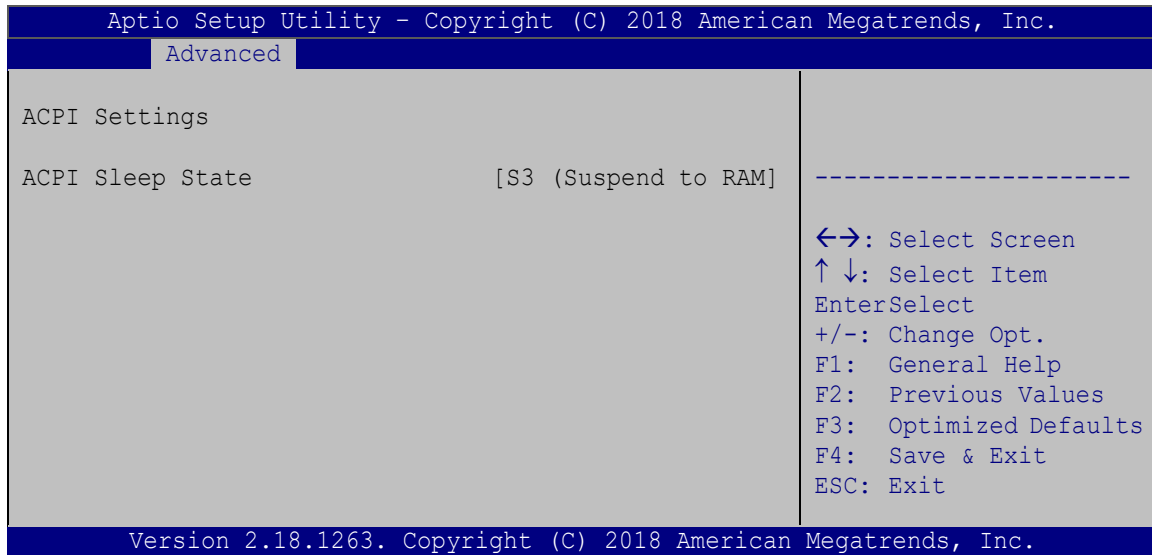 Aptio Setup Utility – Copyright (C) 2018 American Megatrends, Inc.
Advanced
ACPI Settings
ACPI Sleep State [S3 (Suspend to RAM]
-----------------------
←→: Select Screen
↑ ↓: Select Item
EnterSelect
+/-: Change Opt.
F1: General Help
F2: Previous Values
F3: Optimized Defaults
F4: Save & Exit
ESC: Exit
Version 2.18.1263. Copyright (C) 2018 American Megatrends, Inc.